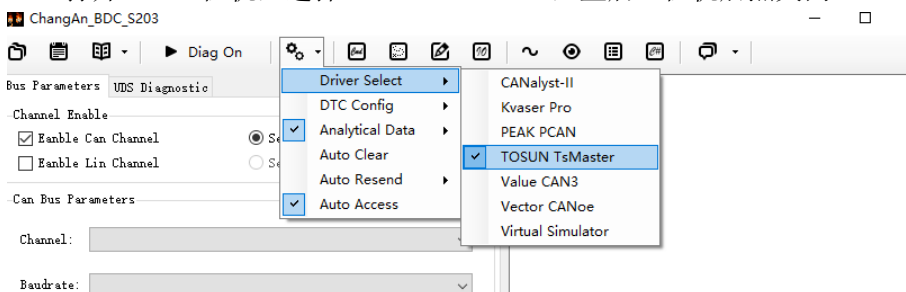 ChangAn_BDC_S203
Diag On
Bus Parameters UDS Diagnostic
Channel Enable
Eanble Can Channel
Eanble Lin Channel
Can Bus Parameters
Channel:
Baudrate:
Driver Select
DTC Config
Analytical Data
Auto Clear
Auto Resend
Auto Access
CANalyst-II
Kvaser Pro
PEAK PCAN
TOSUN TsMaster
Value CAN3
Vector CANoe
Virtual Simulator